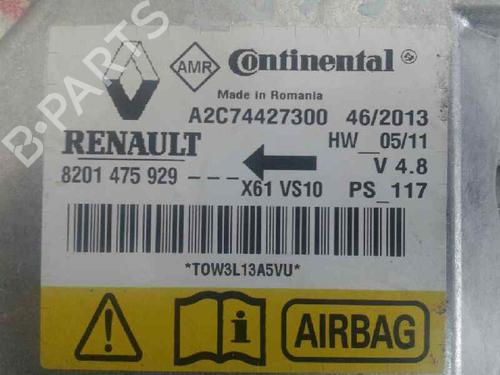 AMR Continental
Made in Romania
A2C74427300 46/2013
RENAULT HW_05/11
V 4.8
8201 475 929 --- X61 VS10 PS_117
*TOW3L13A5VU*
i AIRBAG
B-PARTS